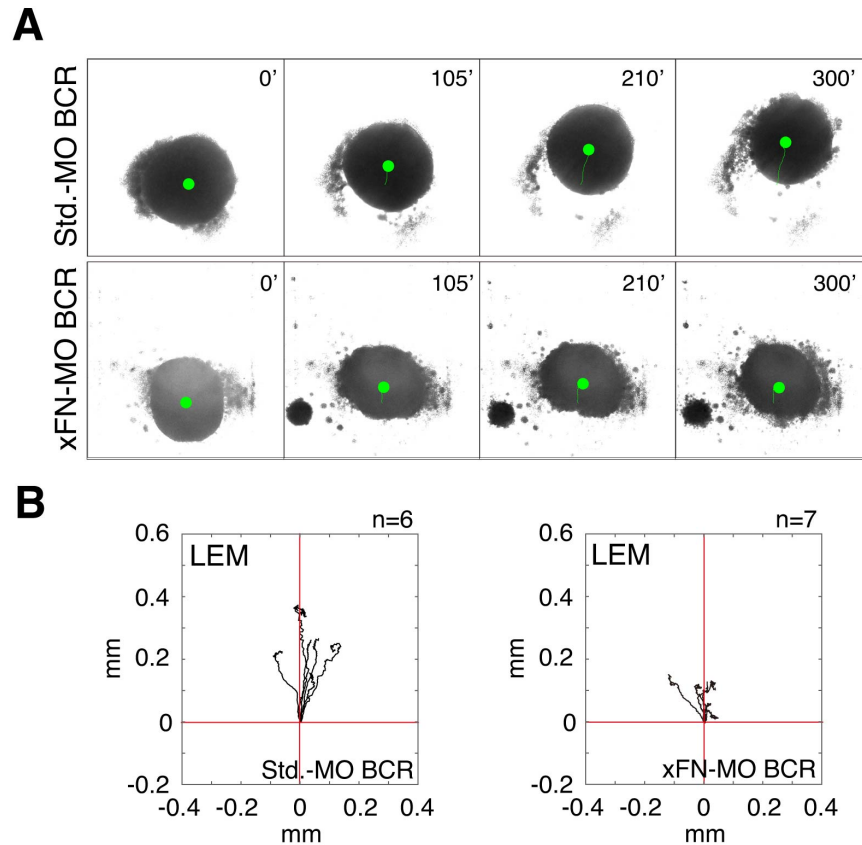 A
Std.-MO BCR
0’
105’
210’
300’
xFN-MO BCR
0’
105’
210’
300’
B
n=6
LEM
0.6
0.4
0.2
0
-0.2
mm
Std.-MO BCR
-0.4
-0.2
0
0.2
0.4
mm
n=7
LEM
0.6
0.4
0.2
0
-0.2
mm
xFN-MO BCR
-0.4
-0.2
0
0.2
0.4
mm